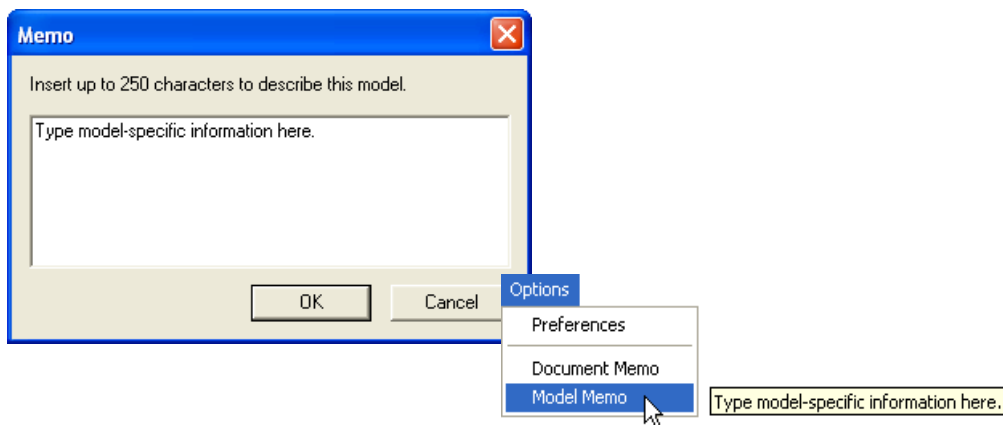 Memo
Insert up to 250 characters to describe this model.
Type model-specific information here.
OK
Cancel
Options
Preferences
Document Memo
Model Memo
Type model-specific information here.